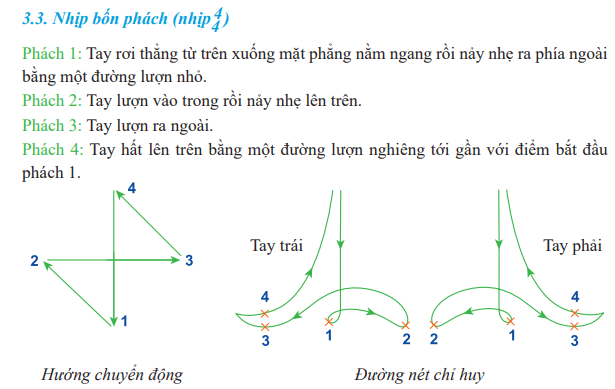 3.3. Nhịp bốn phách (nhịp 4/4)
Phách 1: Tay rơi thẳng từ trên xuống mặt phẳng nằm ngang rồi nảy nhẹ ra phía ngoài
bằng một đường lượn nhỏ.
Phách 2: Tay lượn vào trong rồi nảy nhẹ lên trên.
Phách 3: Tay lượn ra ngoài.
Phách 4: Tay hất lên trên bằng một đường lượn nghiêng tới gần với điểm bắt đầu
phách 1.
4
2
3
1
Tay trái
Tay phải
4
4
3
1
2
2
1
3
Hướng chuyển động
Đường nét chỉ huy